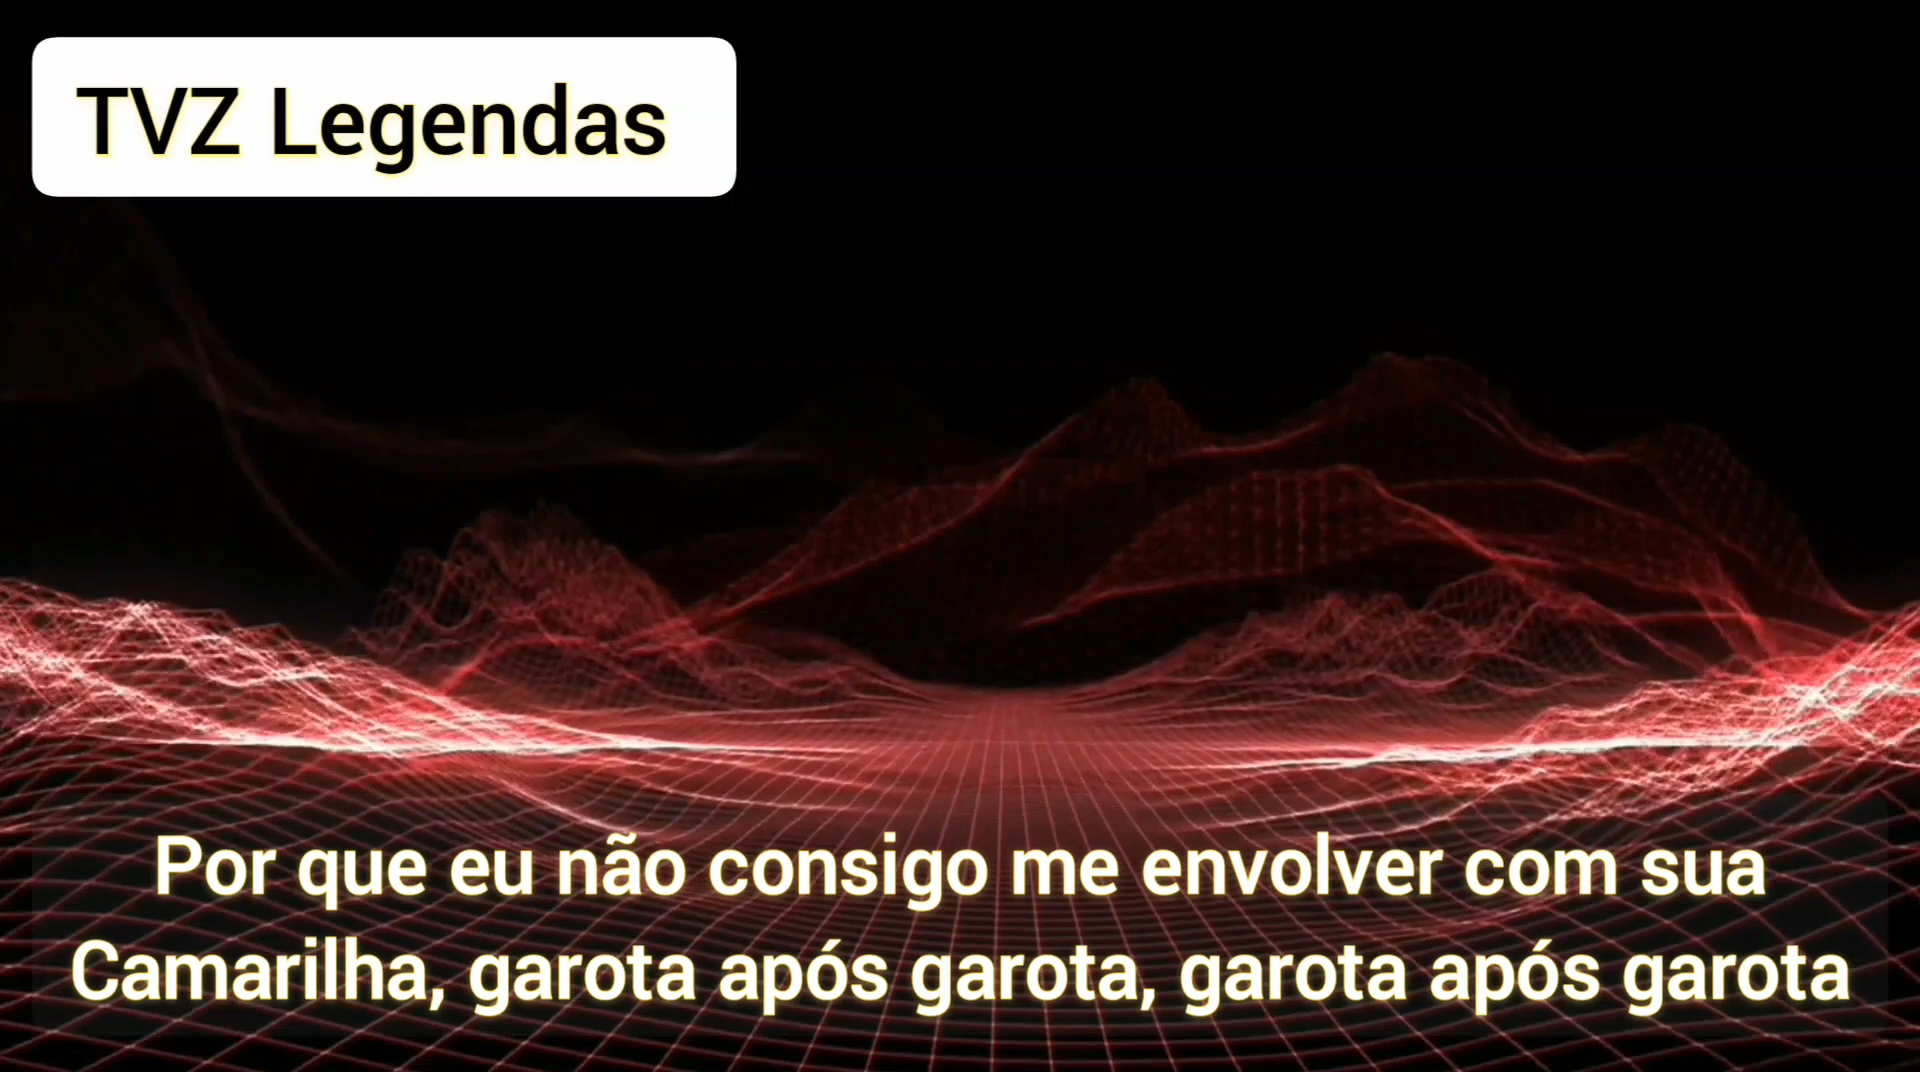 TVZ Legendas
Por que eu não consigo me envolver com sua
Camarilha, garota após garota, garota após garota